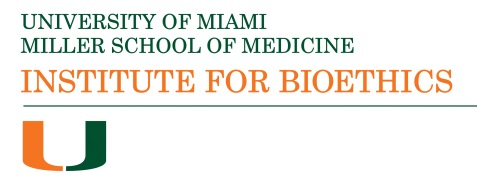 UNIVERSITY OF MIAMI
MILLER SCHOOL OF MEDICINE
INSTITUTE FOR BIOETHICS
U